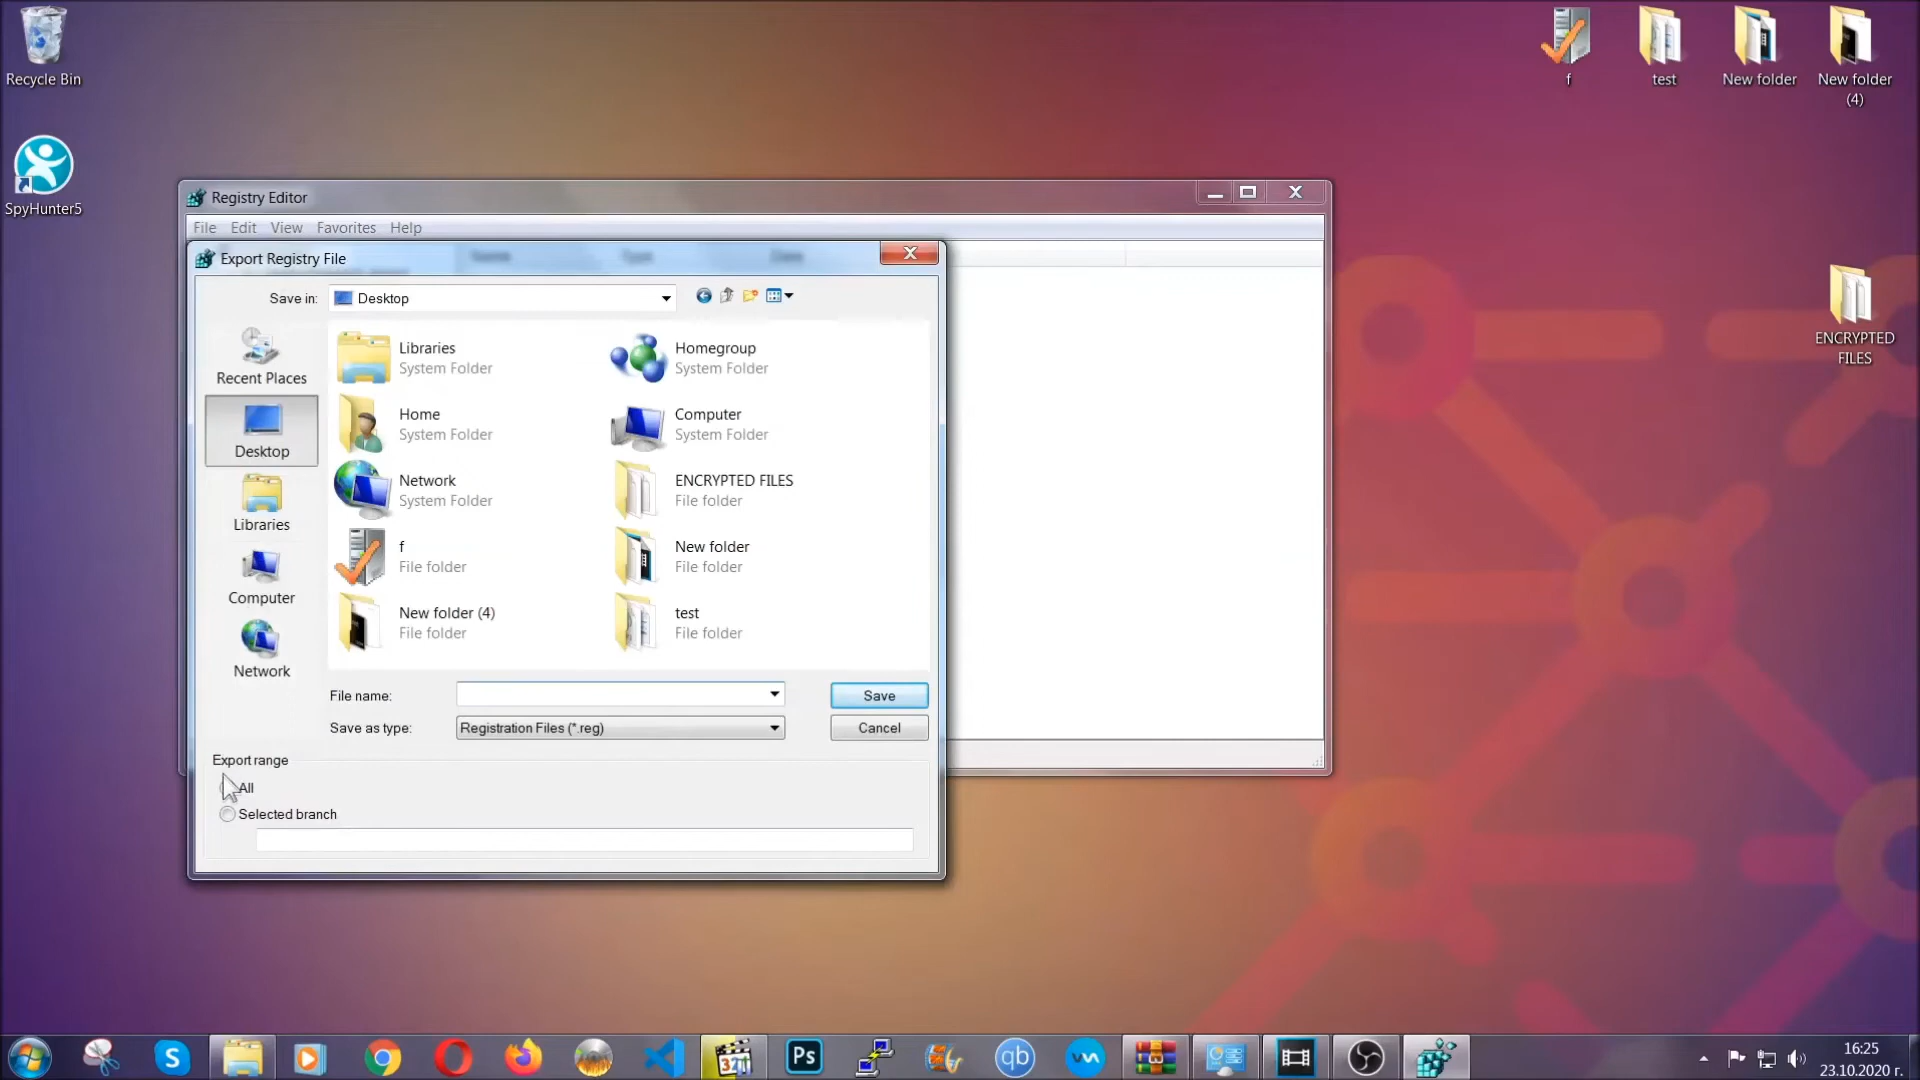 Recycle Bin
SpyHunter5
f
test
New folder
New folder (4)
ENCRYPTED FILES
Registry Editor
File Edit View Favorites Help
Export Registry File
Save in: Desktop
Recent Places
Desktop
Libraries
Computer
Network
Libraries
System Folder
Homegroup
System Folder
Home
System Folder
Computer
System Folder
Network
System Folder
ENCRYPTED FILES
File folder
f
File folder
New folder
File folder
New folder (4)
File folder
test
File folder
File name:
Save
Save as type: Registration Files (*.reg)
Cancel
Export range
All
Selected branch
S
321
Ps
qb
16:25
23.10.2020 г.